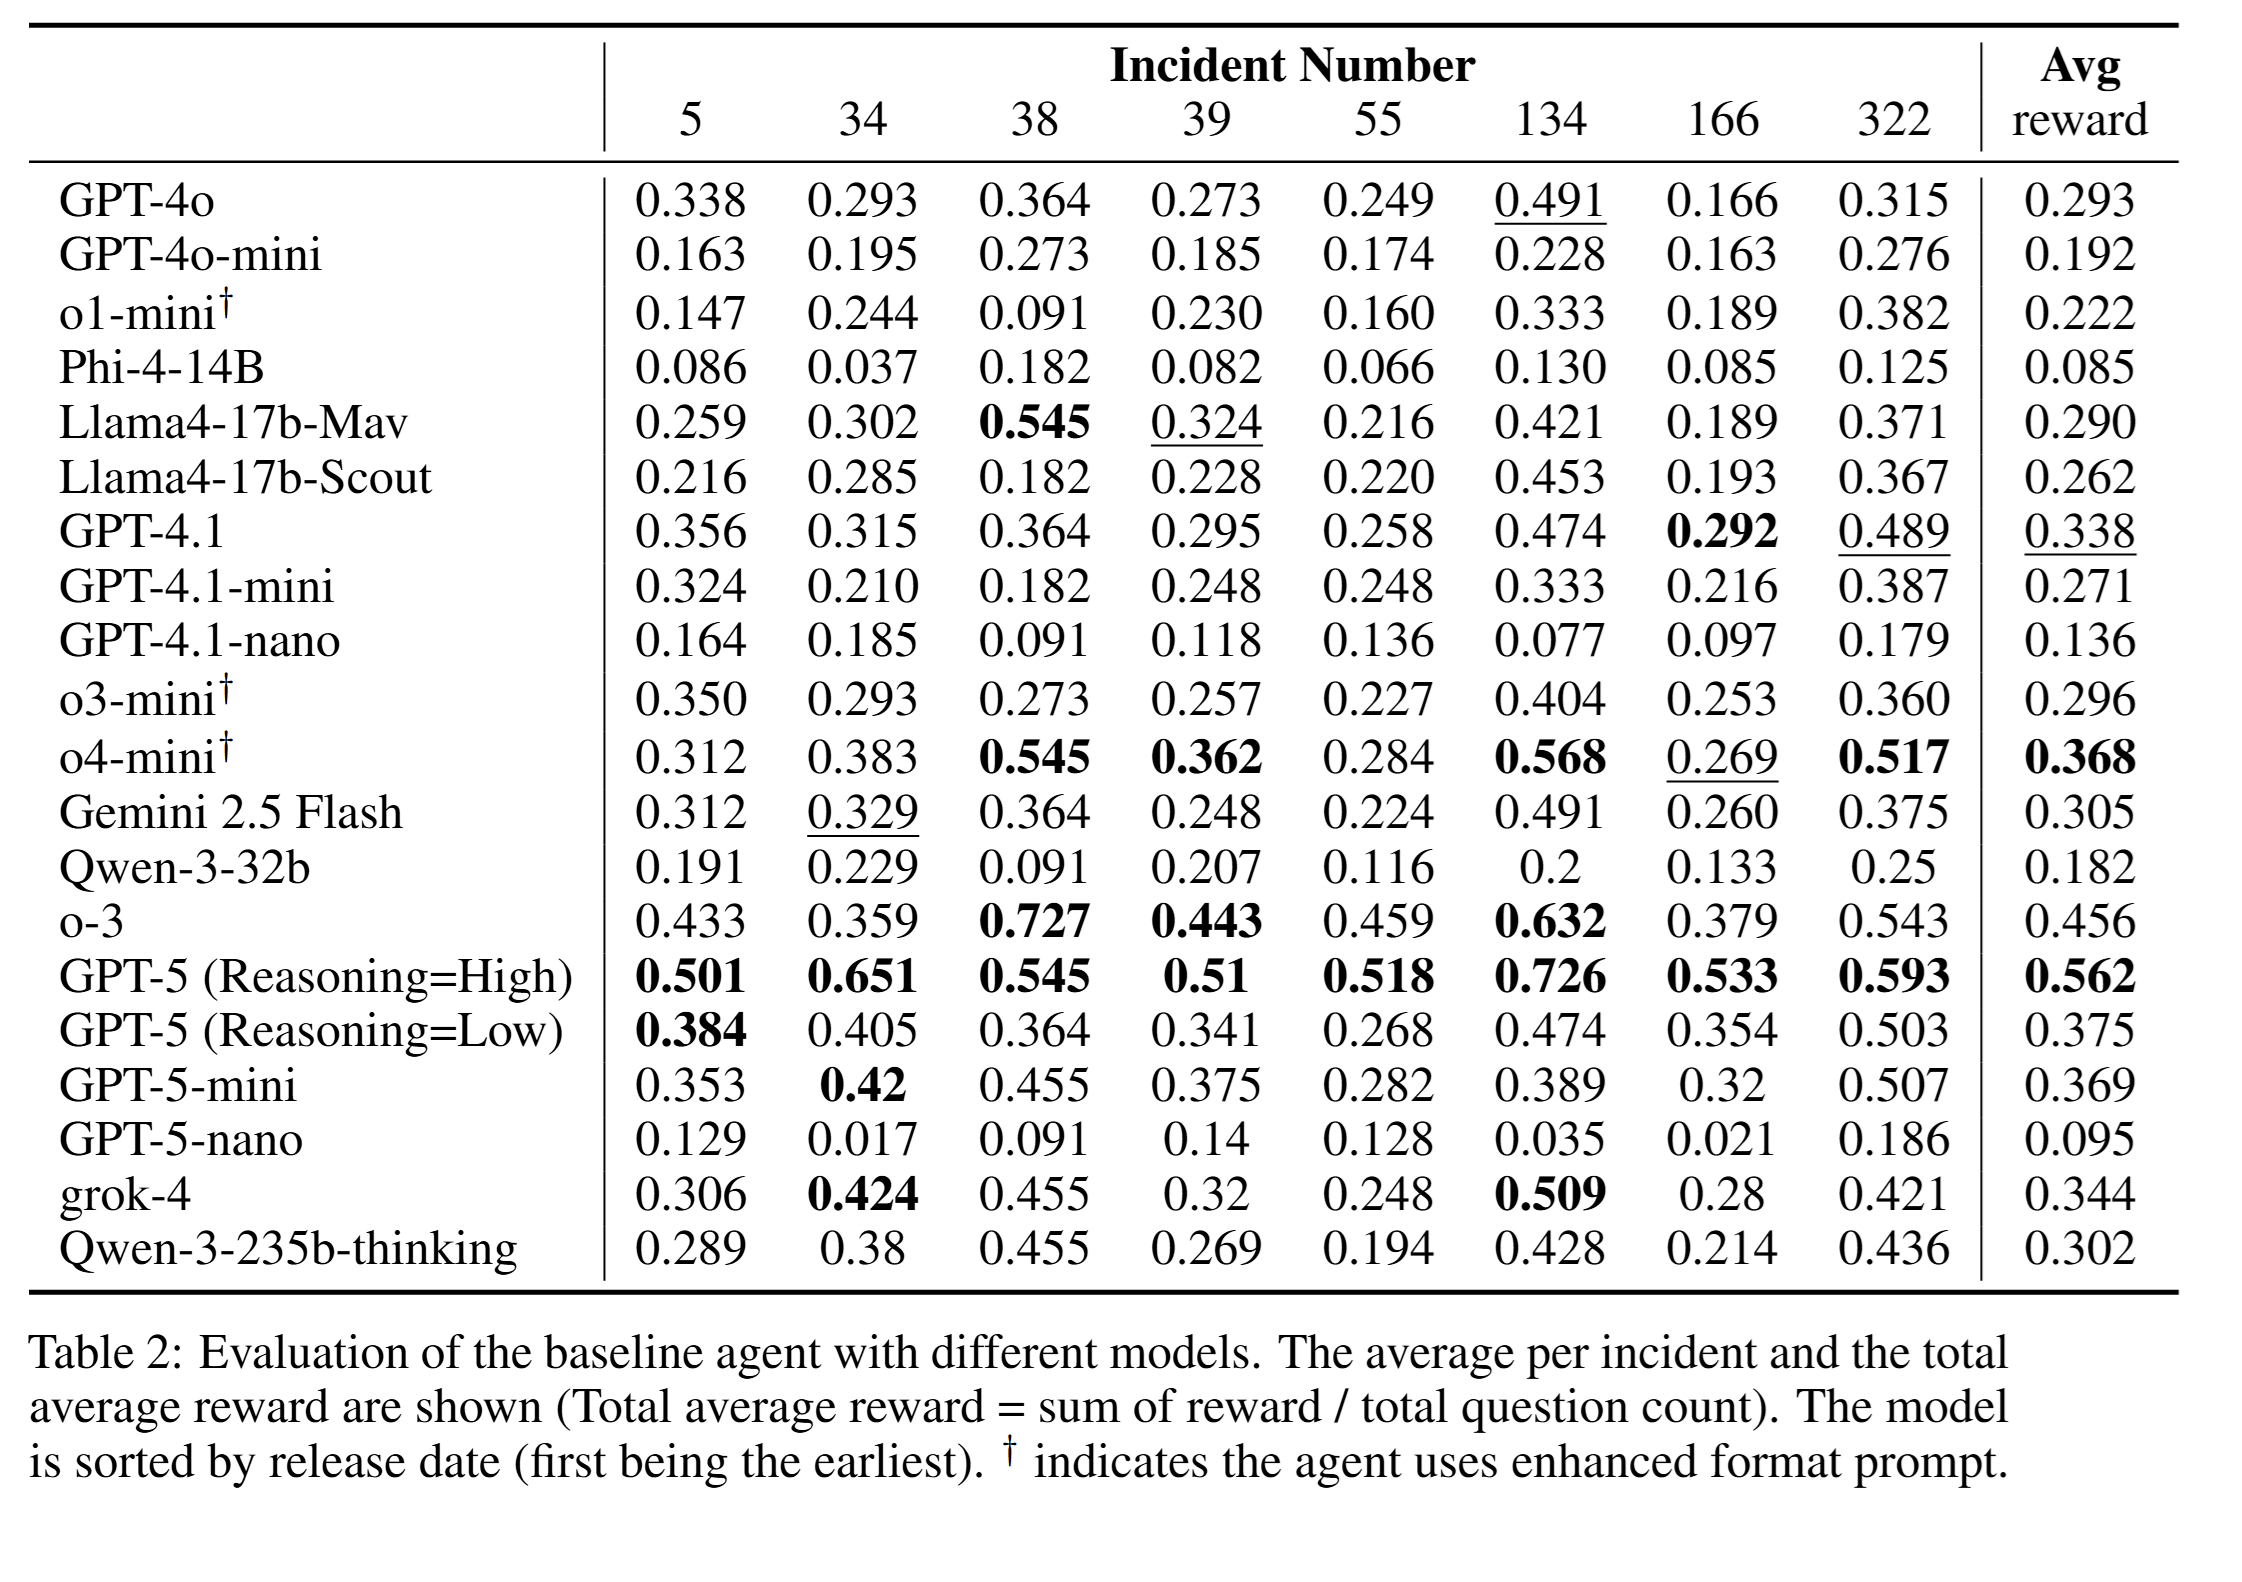 Incident Number Avg
5 34 38 39 55 134 166 322 reward
GPT-4o 0.338 0.293 0.364 0.273 0.249 0.491 0.166 0.315 0.293
GPT-4o-mini 0.163 0.195 0.273 0.185 0.174 0.228 0.163 0.276 0.192
o1-mini† 0.147 0.244 0.091 0.230 0.160 0.333 0.189 0.382 0.222
Phi-4-14B 0.086 0.037 0.182 0.082 0.066 0.130 0.085 0.125 0.085
Llama4-17b-Mav 0.259 0.302 0.545 0.324 0.216 0.421 0.189 0.371 0.290
Llama4-17b-Scout 0.216 0.285 0.182 0.228 0.220 0.453 0.193 0.367 0.262
GPT-4.1 0.356 0.315 0.364 0.295 0.258 0.474 0.292 0.489 0.338
GPT-4.1-mini 0.324 0.210 0.182 0.248 0.248 0.333 0.216 0.387 0.271
GPT-4.1-nano 0.164 0.185 0.091 0.118 0.136 0.077 0.097 0.179 0.136
o3-mini† 0.350 0.293 0.273 0.257 0.227 0.404 0.253 0.360 0.296
o4-mini† 0.312 0.383 0.545 0.362 0.284 0.568 0.269 0.517 0.368
Gemini 2.5 Flash 0.312 0.329 0.364 0.248 0.224 0.491 0.260 0.375 0.305
Qwen-3-32b 0.191 0.229 0.091 0.207 0.116 0.2 0.133 0.25 0.182
o-3 0.433 0.359 0.727 0.443 0.459 0.632 0.379 0.543 0.456
GPT-5 (Reasoning=High) 0.501 0.651 0.545 0.51 0.518 0.726 0.533 0.593 0.562
GPT-5 (Reasoning=Low) 0.384 0.405 0.364 0.341 0.268 0.474 0.354 0.503 0.375
GPT-5-mini 0.353 0.42 0.455 0.375 0.282 0.389 0.32 0.507 0.369
GPT-5-nano 0.129 0.017 0.091 0.14 0.128 0.035 0.021 0.186 0.095
grok-4 0.306 0.424 0.455 0.32 0.248 0.509 0.28 0.421 0.344
Qwen-3-235b-thinking 0.289 0.38 0.455 0.269 0.194 0.428 0.214 0.436 0.302
Table 2: Evaluation of the baseline agent with different models. The average per incident and the total
average reward are shown (Total average reward = sum of reward / total question count). The model
is sorted by release date (first being the earliest). † indicates the agent uses enhanced format prompt.